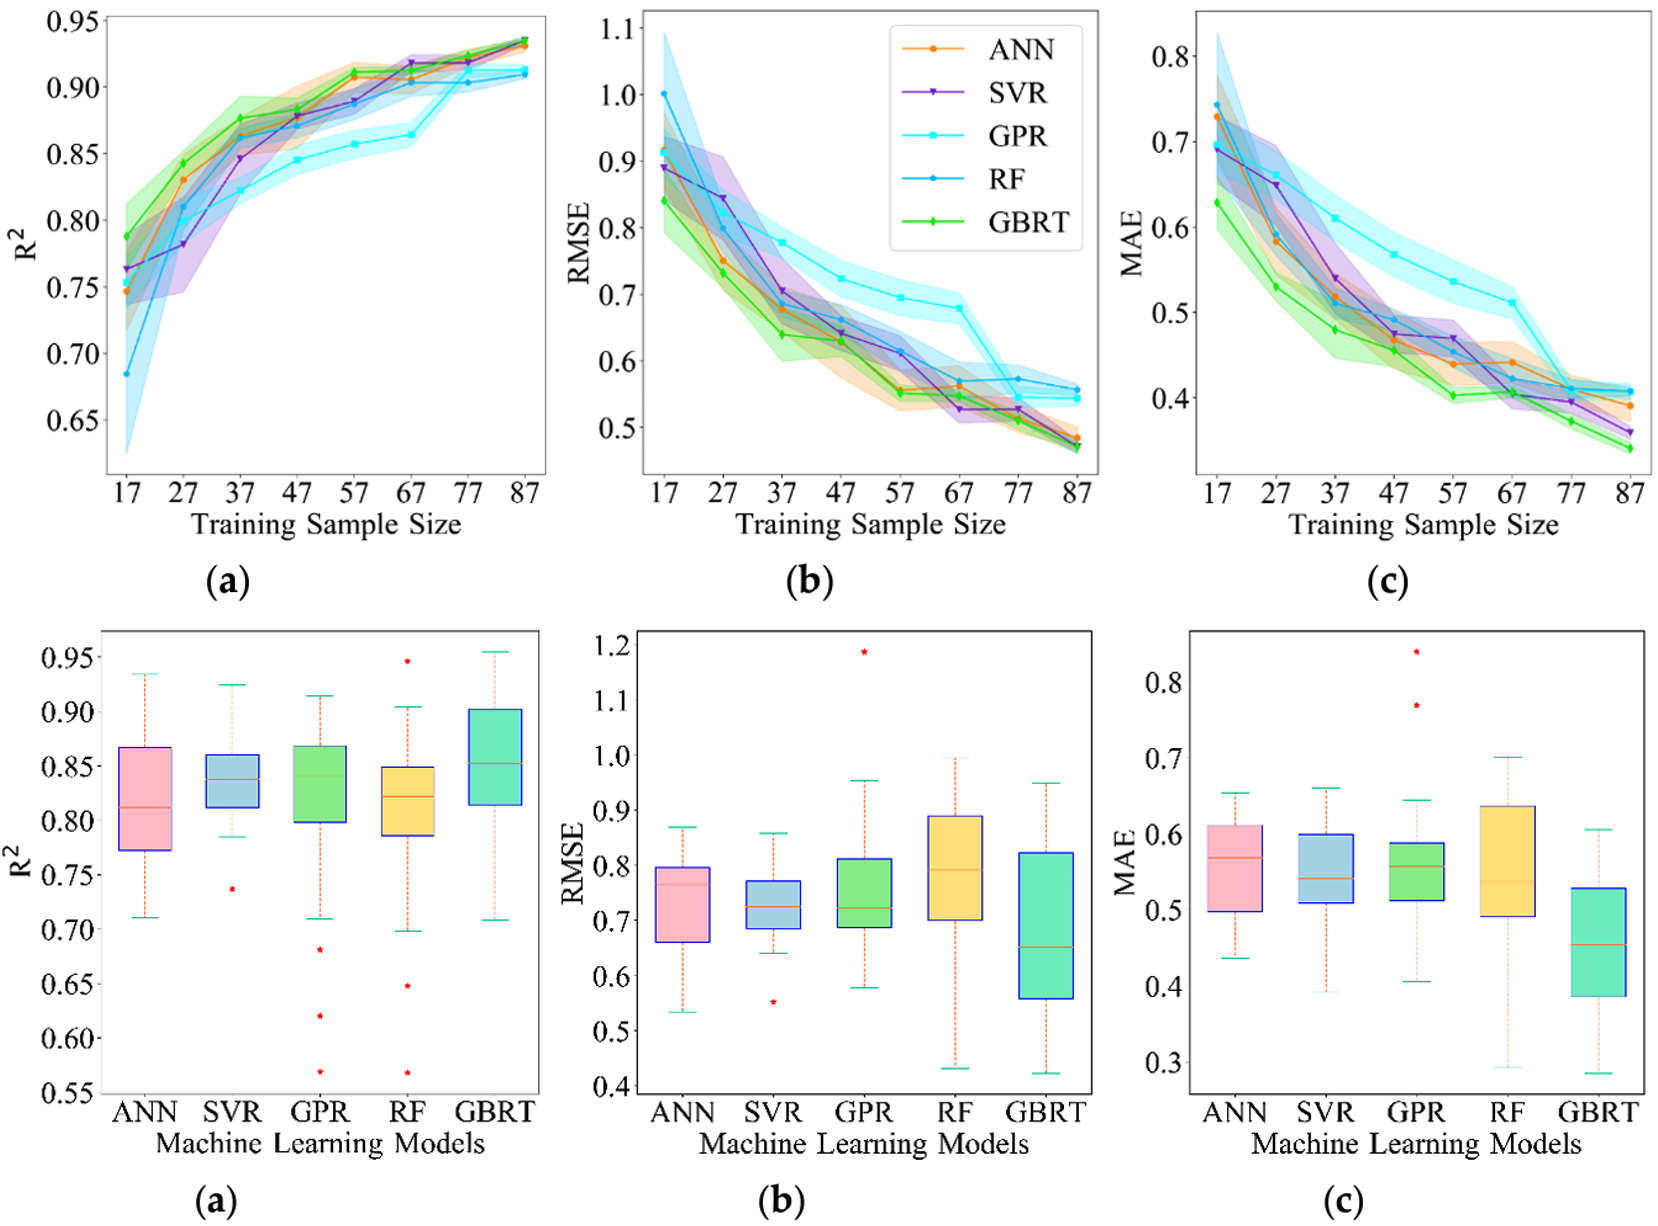 0.95
0.90
0.85
0.80
0.75
0.70
0.65
R²
17 27 37 47 57 67 77 87
Training Sample Size
(a)
1.1
1.0
0.9
0.8
0.7
0.6
0.5
RMSE
ANN
SVR
GPR
RF
GBRT
17 27 37 47 57 67 77 87
Training Sample Size
(b)
0.8
0.7
0.6
0.5
0.4
MAE
17 27 37 47 57 67 77 87
Training Sample Size
(c)
0.95
0.90
0.85
0.80
0.75
0.70
0.65
0.60
0.55
R²
ANN SVR GPR RF GBRT
Machine Learning Models
(a)
1.2
1.1
1.0
0.9
0.8
0.7
0.6
0.5
0.4
RMSE
ANN SVR GPR RF GBRT
Machine Learning Models
(b)
0.8
0.7
0.6
0.5
0.4
0.3
MAE
ANN SVR GPR RF GBRT
Machine Learning Models
(c)